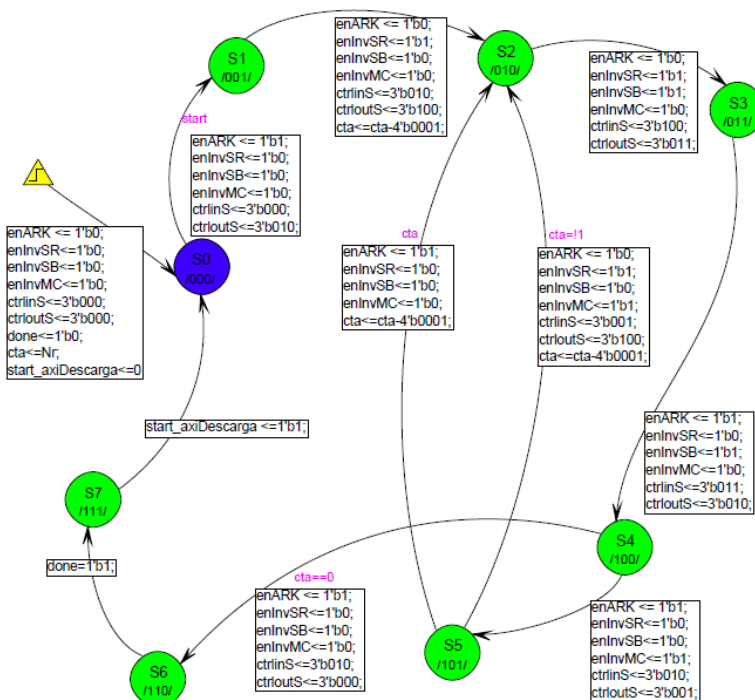 S1
/001/
enARK <= 1'b0;
enInvSR<=1'b1;
enInvSB<=1'b0;
enInvMC<=1'b0;
ctrlinS<=3'b010;
ctrloutS<=3'b100;
cta<=cta-4'b0001;
S2
/010/
enARK <= 1'b0;
enInvSR<=1'b1;
enInvSB<=1'b1;
enInvMC<=1'b0;
ctrlinS<=3'b100;
ctrloutS<=3'b011;
S3
/011/
start
enARK <= 1'b1;
enInvSR<=1'b0;
enInvSB<=1'b0;
enInvMC<=1'b0;
ctrlinS<=3'b000;
ctrloutS<=3'b010;
enARK <= 1'b0;
enInvSR<=1'b0;
enInvSB<=1'b0;
enInvMC<=1'b0;
ctrlinS<=3'b000;
ctrloutS<=3'b000;
done<=1'b0;
cta<=Nr;
start_axiDescarga<=0
S0
/000/
cta
enARK <= 1'b1;
enInvSR<=1'b0;
enInvSB<=1'b0;
enInvMC<=1'b0;
cta<=cta-4'b0001;
cta=!1
enARK <= 1'b0;
enInvSR<=1'b1;
enInvSB<=1'b0;
enInvMC<=1'b1;
ctrlinS<=3'b001;
ctrloutS<=3'b100;
cta<=cta-4'b0001;
start_axiDescarga <=1'b1;
enARK <= 1'b1;
enInvSR<=1'b0;
enInvSB<=1'b1;
enInvMC<=1'b0;
ctrlinS<=3'b011;
ctrloutS<=3'b010;
S7
/111/
S4
/100/
done=1'b1;
cta==0
enARK <= 1'b1;
enInvSR<=1'b0;
enInvSB<=1'b0;
enInvMC<=1'b0;
ctrlinS<=3'b010;
ctrloutS<=3'b000;
enARK <= 1'b1;
enInvSR<=1'b0;
enInvSB<=1'b0;
enInvMC<=1'b1;
ctrlinS<=3'b010;
ctrloutS<=3'b001;
S5
/101/
S6
/110/